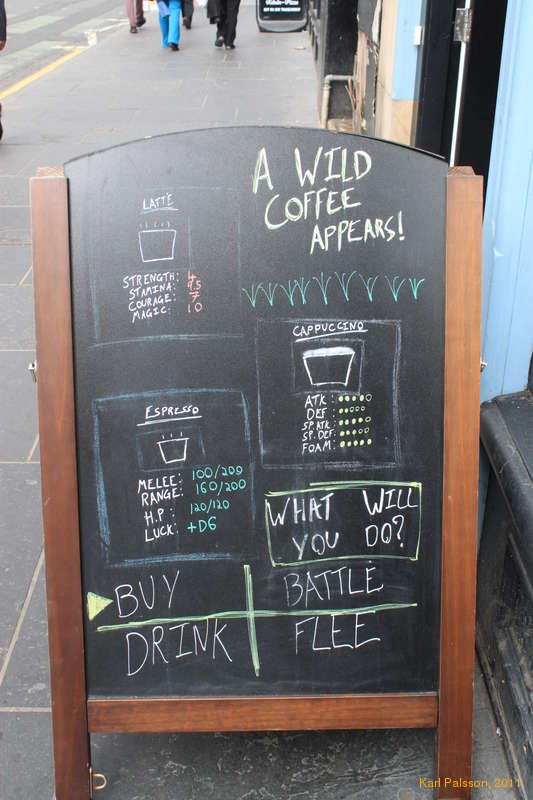 A WILD
COFFEE
APPEARS!
LATTÉ
STRENGTH: 4
STAMINA: 9.5
COURAGE: 7
MAGIC: 10
CAPPUCCINO
ATK:
DEF:
SP.ATK:
SP.DEF:
FOAM:
ESPRESSO
MELEE: 100/200
RANGE: 160/200
H.P: 120/120
LUCK: +D6
WHAT WILL
YOU DO?
BUY BATTLE
DRINK FLEE
Karl Palsson, 2011